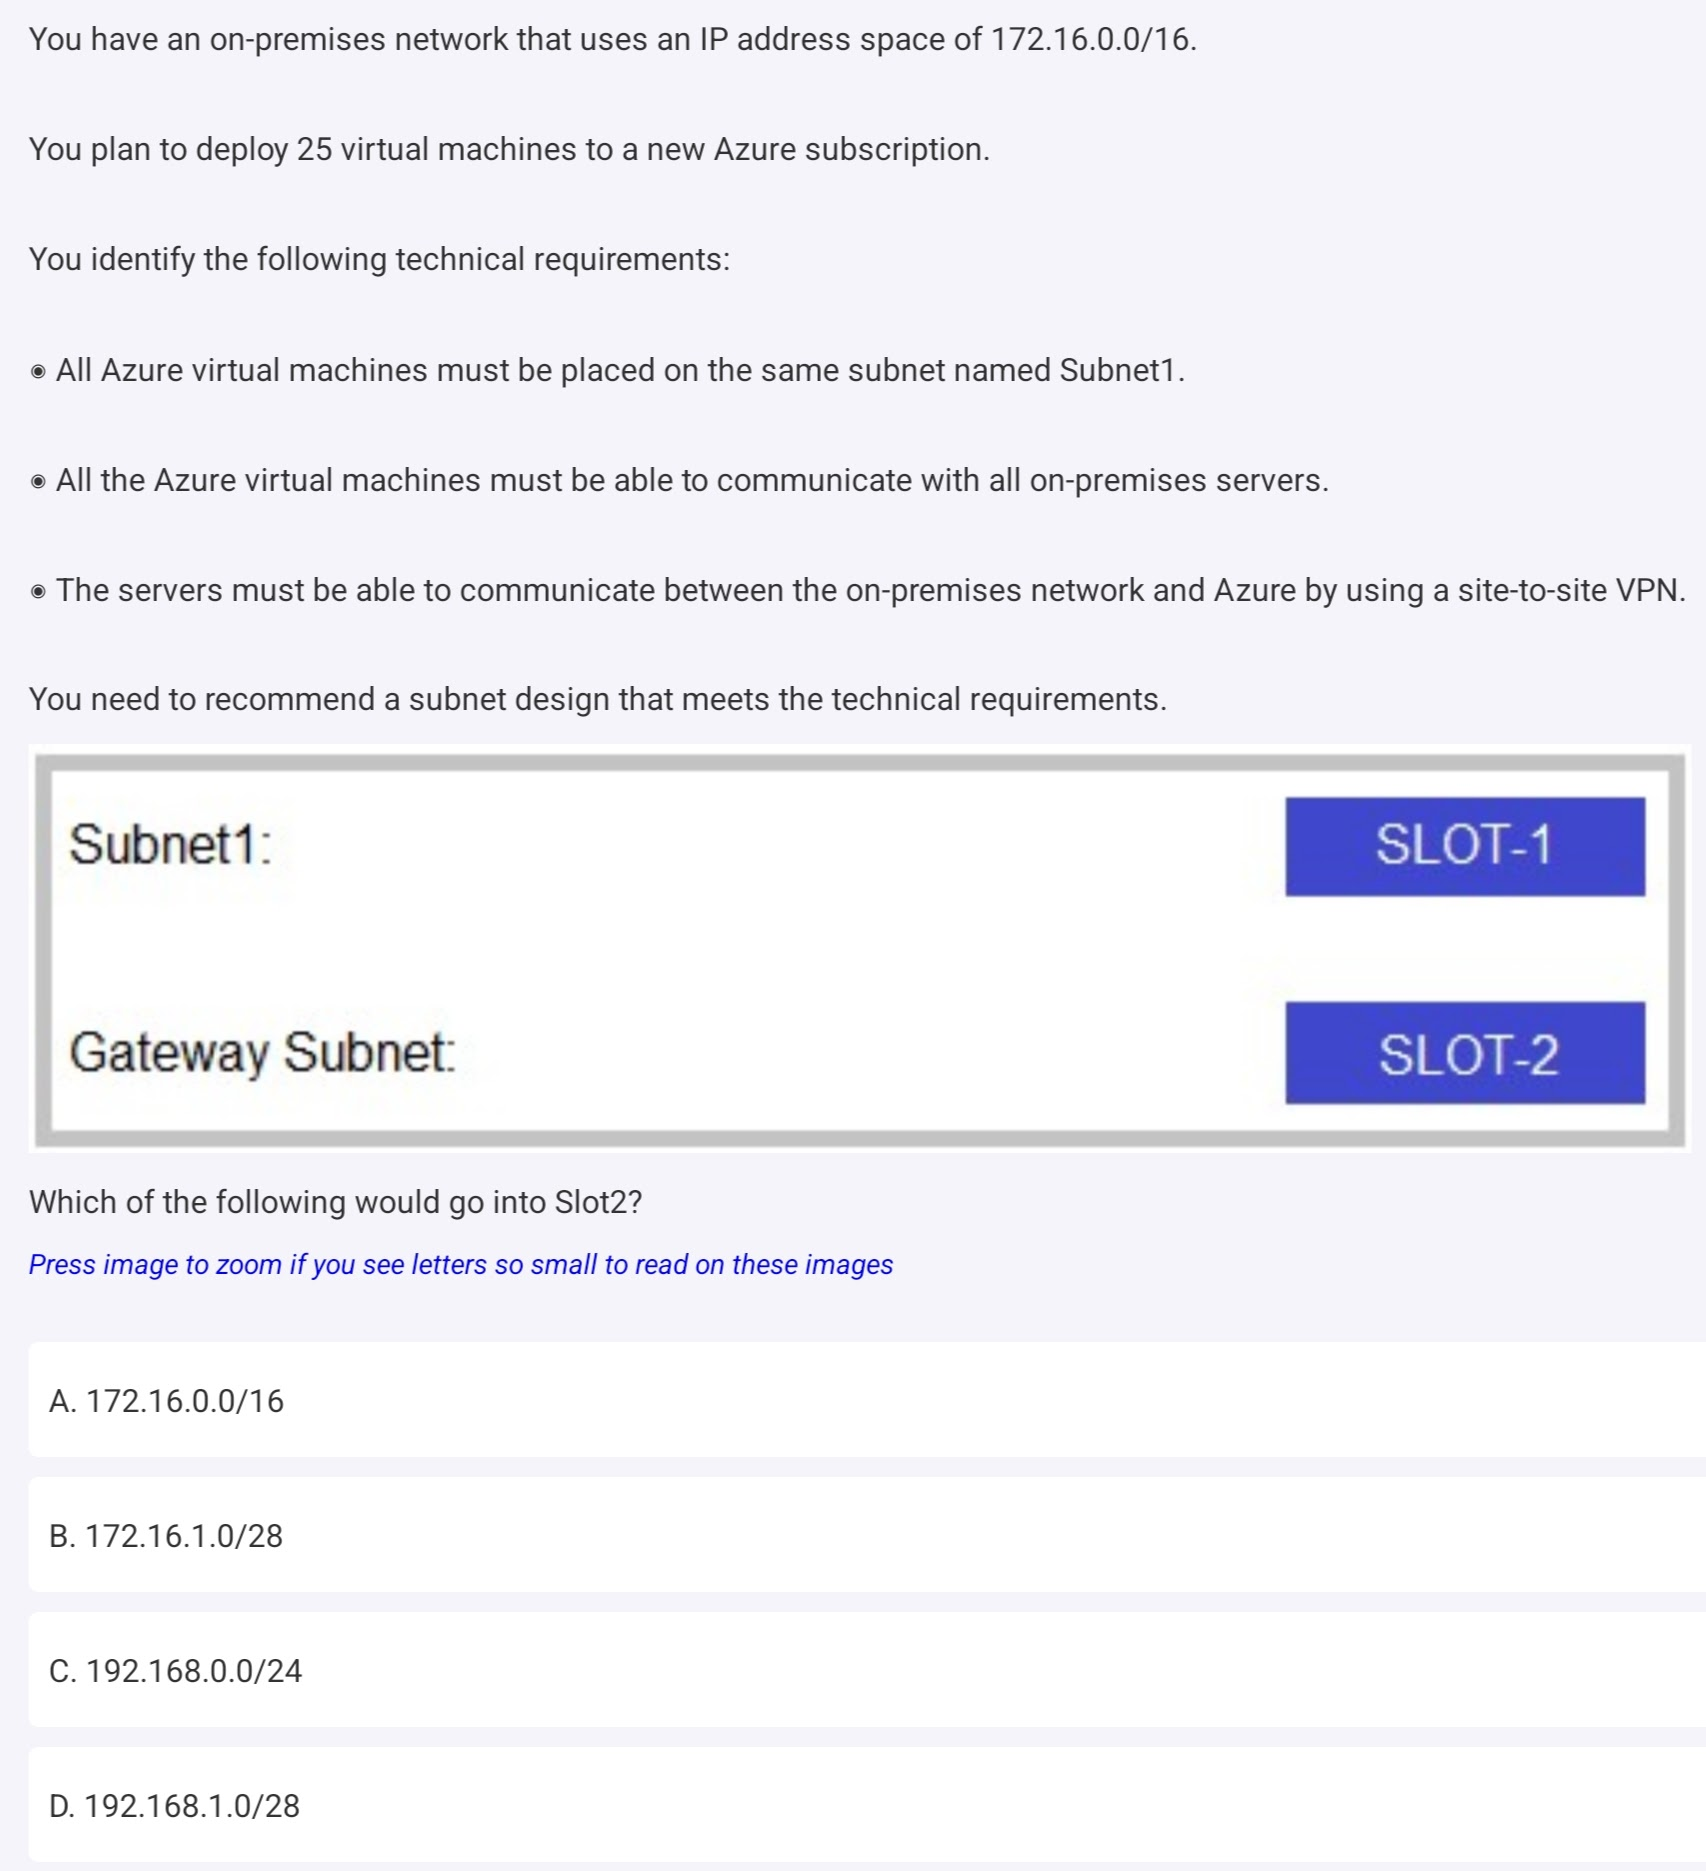 You have an on-premises network that uses an IP address space of 172.16.0.0/16.
You plan to deploy 25 virtual machines to a new Azure subscription.
You identify the following technical requirements:
◉ All Azure virtual machines must be placed on the same subnet named Subnet1.
◉ All the Azure virtual machines must be able to communicate with all on-premises servers.
◉ The servers must be able to communicate between the on-premises network and Azure by using a site-to-site VPN.
You need to recommend a subnet design that meets the technical requirements.
Subnet1: SLOT-1
Gateway Subnet: SLOT-2
Which of the following would go into Slot2?
Press image to zoom if you see letters so small to read on these images
A. 172.16.0.0/16
B. 172.16.1.0/28
C. 192.168.0.0/24
D. 192.168.1.0/28